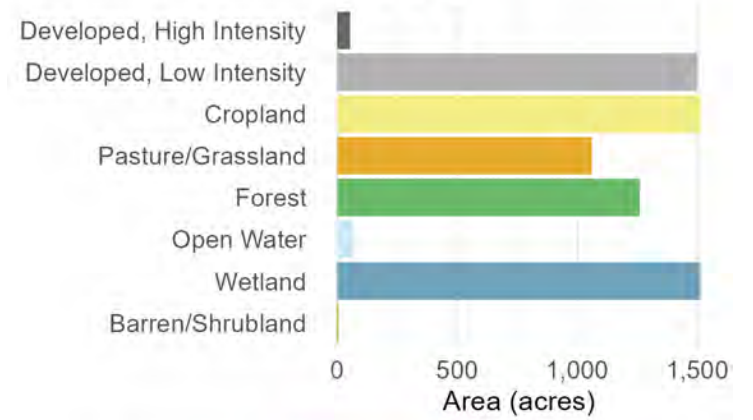 Developed, High Intensity
Developed, Low Intensity
Cropland
Pasture/Grassland
Forest
Open Water
Wetland
Barren/Shrubland
0 500 1,000 1,500
Area (acres)